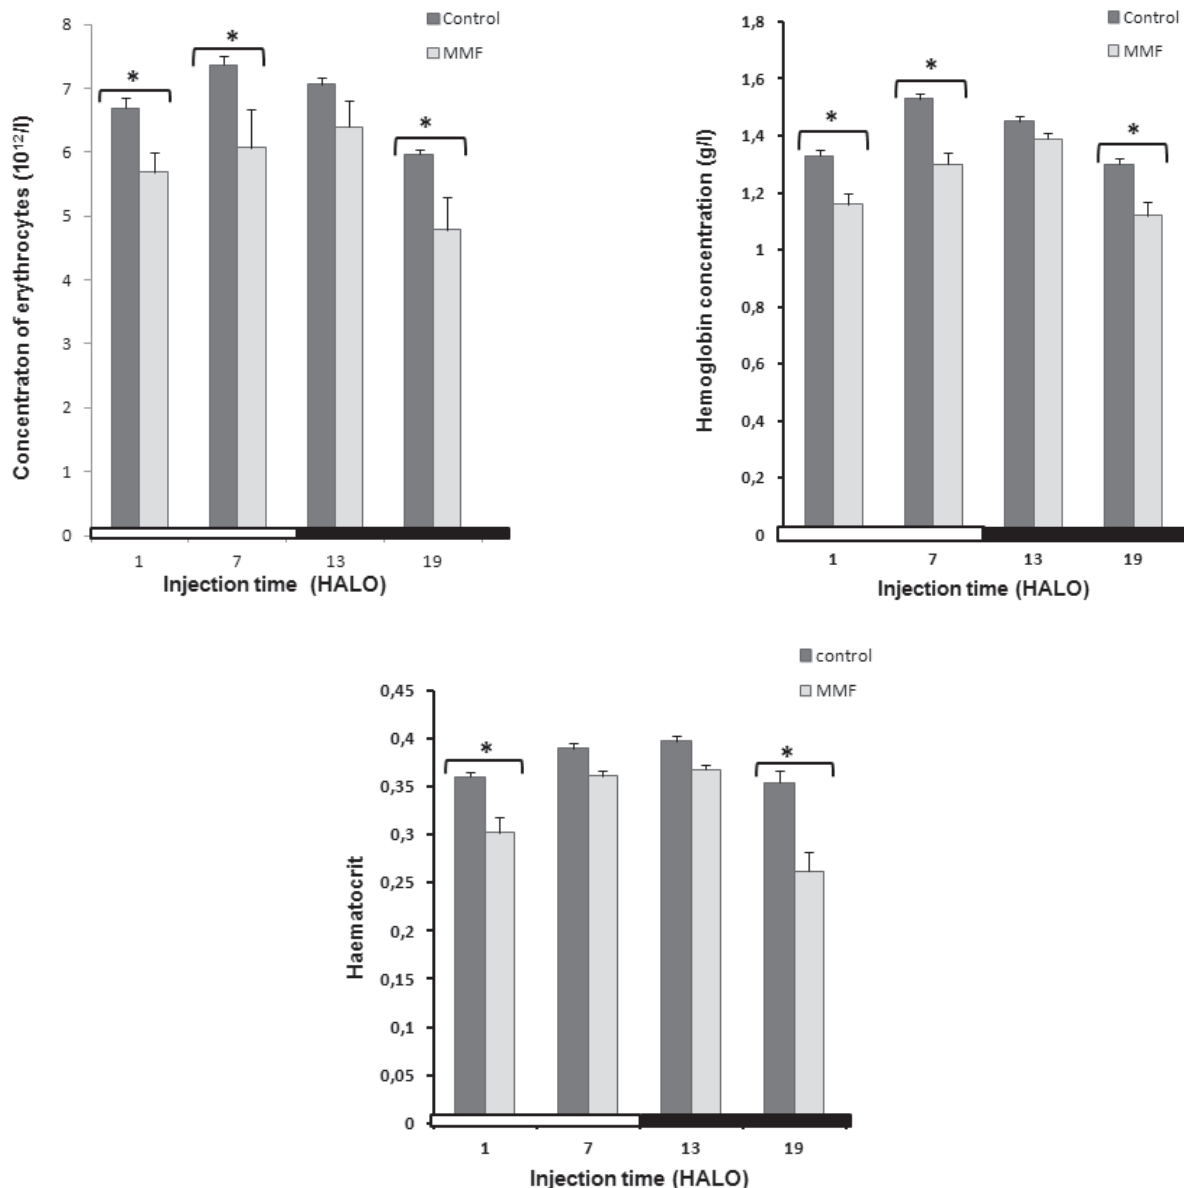 Control
MMF
Concentraton of erythrocytes (10¹²/l)
8
7
6
5
4
3
2
1
0
*
*
*
1 7 13 19
Injection time (HALO)
Control
MMF
Hemoglobin concentration (g/l)
1,8
1,6
1,4
1,2
1
0,8
0,6
0,4
0,2
0
*
*
*
1 7 13 19
Injection time (HALO)
control
MMF
Haematocrit
0,45
0,4
0,35
0,3
0,25
0,2
0,15
0,1
0,05
0
*
*
1 7 13 19
Injection time (HALO)